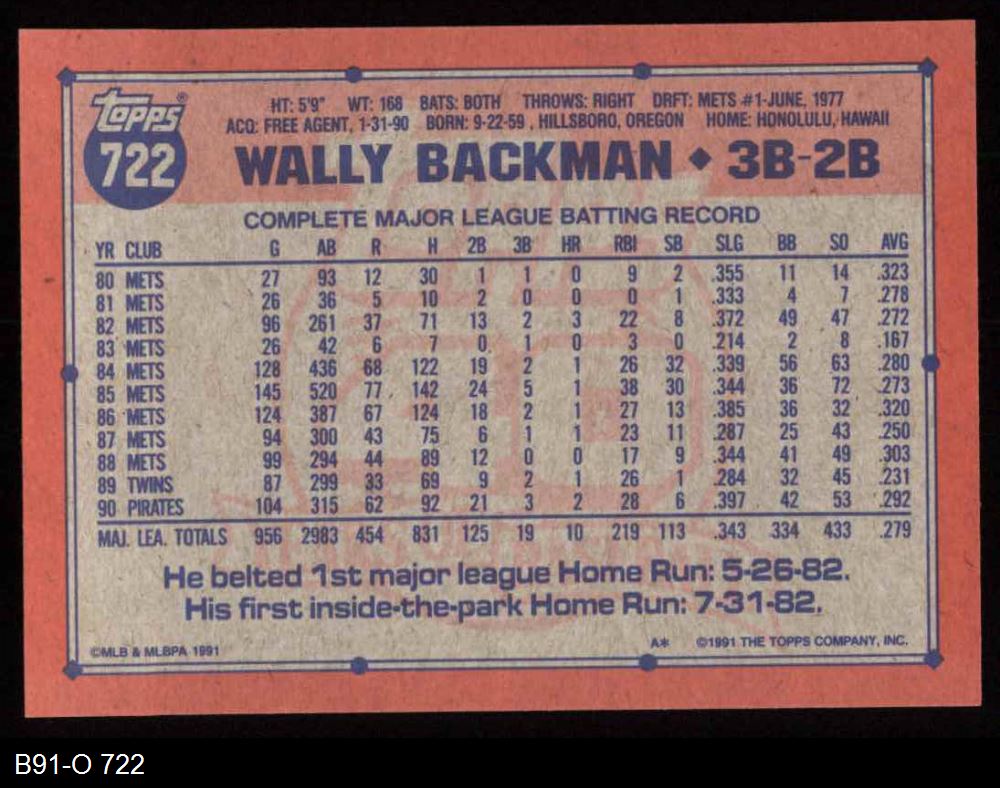 topps®
722
HT: 5'9" WT: 168 BATS: BOTH THROWS: RIGHT DRFT: METS #1-JUNE, 1977
ACQ: FREE AGENT, 1-31-90 BORN: 9-22-59, HILLSBORO, OREGON HOME: HONOLULU, HAWAII
WALLY BACKMAN ◆ 3B-2B
COMPLETE MAJOR LEAGUE BATTING RECORD
YR CLUB G AB R H 2B 3B HR RBI SB SLG BB SO AVG
80 METS 27 93 12 30 1 1 0 9 2 .355 11 14 .323
81 METS 26 36 5 10 2 0 0 0 1 .333 4 7 .278
82 METS 96 261 37 71 13 2 3 22 8 .372 49 47 .272
83 METS 26 42 6 7 0 1 0 3 0 .214 2 8 .167
84 METS 128 436 68 122 19 2 1 26 32 .339 56 63 .280
85 METS 145 520 77 142 24 5 1 38 30 .344 36 72 .273
86 METS 124 387 67 124 18 2 1 27 13 .385 36 32 .320
87 METS 94 300 43 75 6 1 1 23 11 .287 25 43 .250
88 METS 99 294 44 89 12 0 0 17 9 .344 41 49 .303
89 TWINS 87 299 33 69 9 2 1 26 1 .284 32 45 .231
90 PIRATES 104 315 62 92 21 3 2 28 6 .397 42 53 .292
MAJ. LEA. TOTALS 956 2983 454 831 125 19 10 219 113 .343 334 433 .279
He belted 1st major league Home Run: 5-26-82.
His first inside-the-park Home Run: 7-31-82.
©MLB & MLBPA 1991 A* ©1991 THE TOPPS COMPANY, INC.
B91-O 722